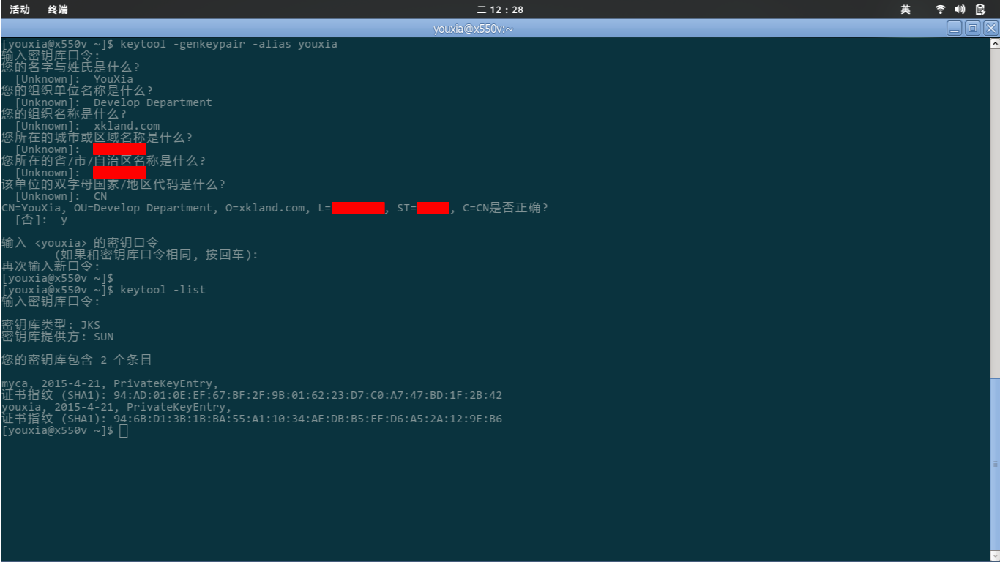 活动 终端 二 12：28 英
youxia@x550v:~
[youxia@x550v ~]$ keytool -genkeypair -alias youxia
输入密钥库口令:
您的名字与姓氏是什么?
[Unknown]: YouXia
您的组织单位名称是什么?
[Unknown]: Develop Department
您的组织名称是什么?
[Unknown]: xkland.com
您所在的城市或区域名称是什么?
[Unknown]:
您所在的省/市/自治区名称是什么?
[Unknown]:
该单位的双字母国家/地区代码是什么?
[Unknown]: CN
CN=YouXia, OU=Develop Department, O=xkland.com, L=, ST=, C=CN是否正确?
[否]: y
输入 <youxia> 的密钥口令
(如果和密钥库口令相同, 按回车):
再次输入新口令:
[youxia@x550v ~]$
[youxia@x550v ~]$ keytool -list
输入密钥库口令:
密钥库类型: JKS
密钥库提供方: SUN
您的密钥库包含 2 个条目
myca, 2015-4-21, PrivateKeyEntry,
证书指纹 (SHA1): 94:AD:01:0E:EF:67:BF:2F:9B:01:62:23:D7:C0:A7:47:BD:1F:2B:42
youxia, 2015-4-21, PrivateKeyEntry,
证书指纹 (SHA1): 94:6B:D1:3B:1B:BA:55:A1:10:34:AE:DB:B5:EF:D6:A5:2A:12:9E:B6
[youxia@x550v ~]$